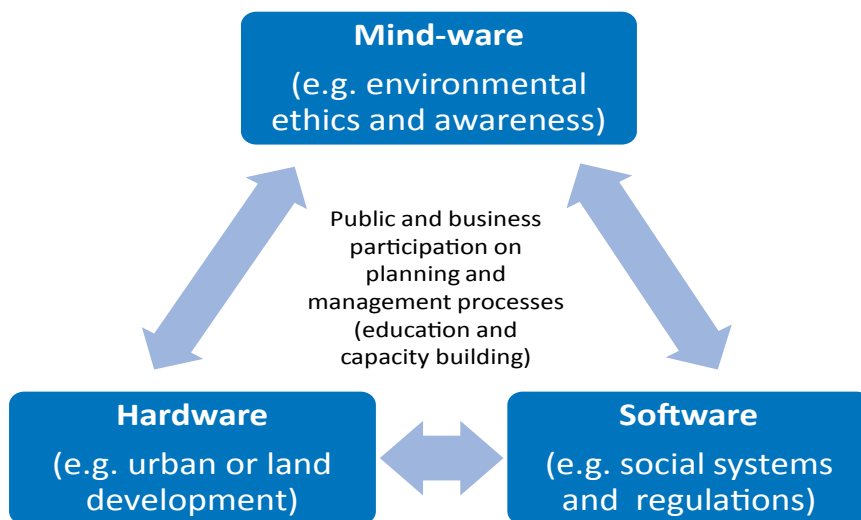 Mind-ware
(e.g. environmental
ethics and awareness)
Public and business
participation on
planning and
management processes
(education and
capacity building)
Hardware
(e.g. urban or land
development)
Software
(e.g. social systems
and regulations)